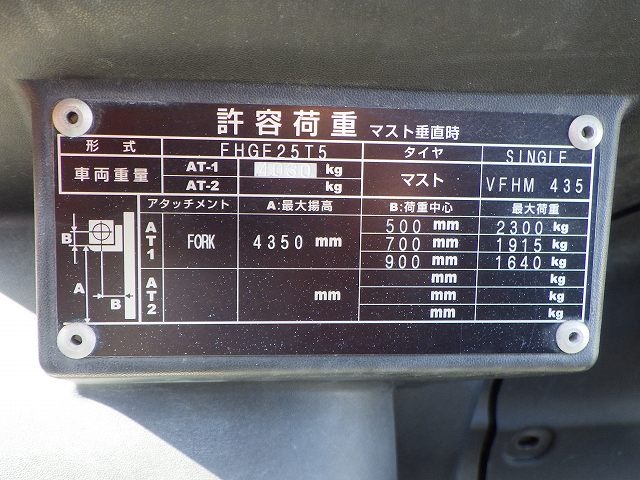 許容荷重 マスト垂直時
形式 FHGE25T5 タイヤ SINGLE
車両重量 AT-1 4030 kg マスト VFHM 435
AT-2 kg
アタッチメント A:最大揚高 B:荷重中心 最大荷重
AT1 FORK 4350 mm 500 mm 2300 kg
700 mm 1915 kg
900 mm 1640 kg
AT2 mm mm kg
mm kg
mm kg
B
A
B